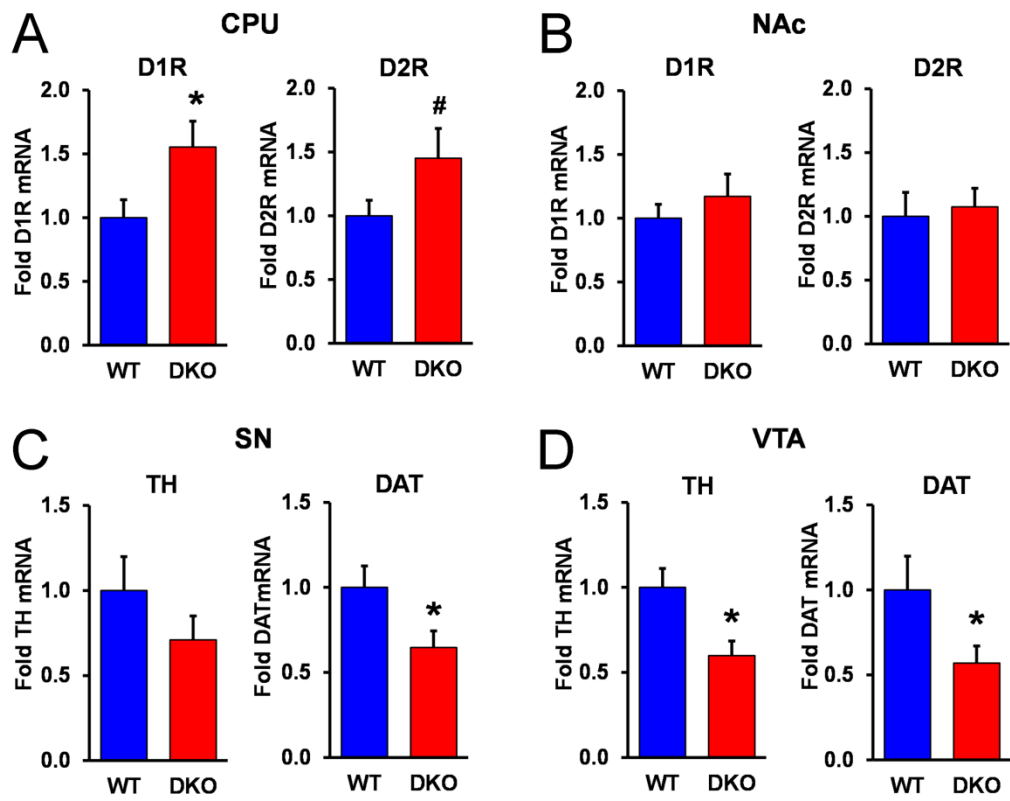 A
CPU
D1R
D2R
Fold D1R mRNA
2.0
1.5
1.0
0.5
0.0
*
WT
DKO
Fold D2R mRNA
2.0
1.5
1.0
0.5
0.0
#
WT
DKO
B
NAc
D1R
D2R
Fold D1R mRNA
2.0
1.5
1.0
0.5
0.0
WT
DKO
Fold D2R mRNA
2.0
1.5
1.0
0.5
0.0
WT
DKO
C
SN
TH
DAT
Fold TH mRNA
1.5
1.0
0.5
0.0
WT
DKO
Fold DATmRNA
1.5
1.0
0.5
0.0
*
WT
DKO
D
VTA
TH
DAT
Fold TH mRNA
1.5
1.0
0.5
0.0
*
WT
DKO
Fold DAT mRNA
1.5
1.0
0.5
0.0
*
WT
DKO